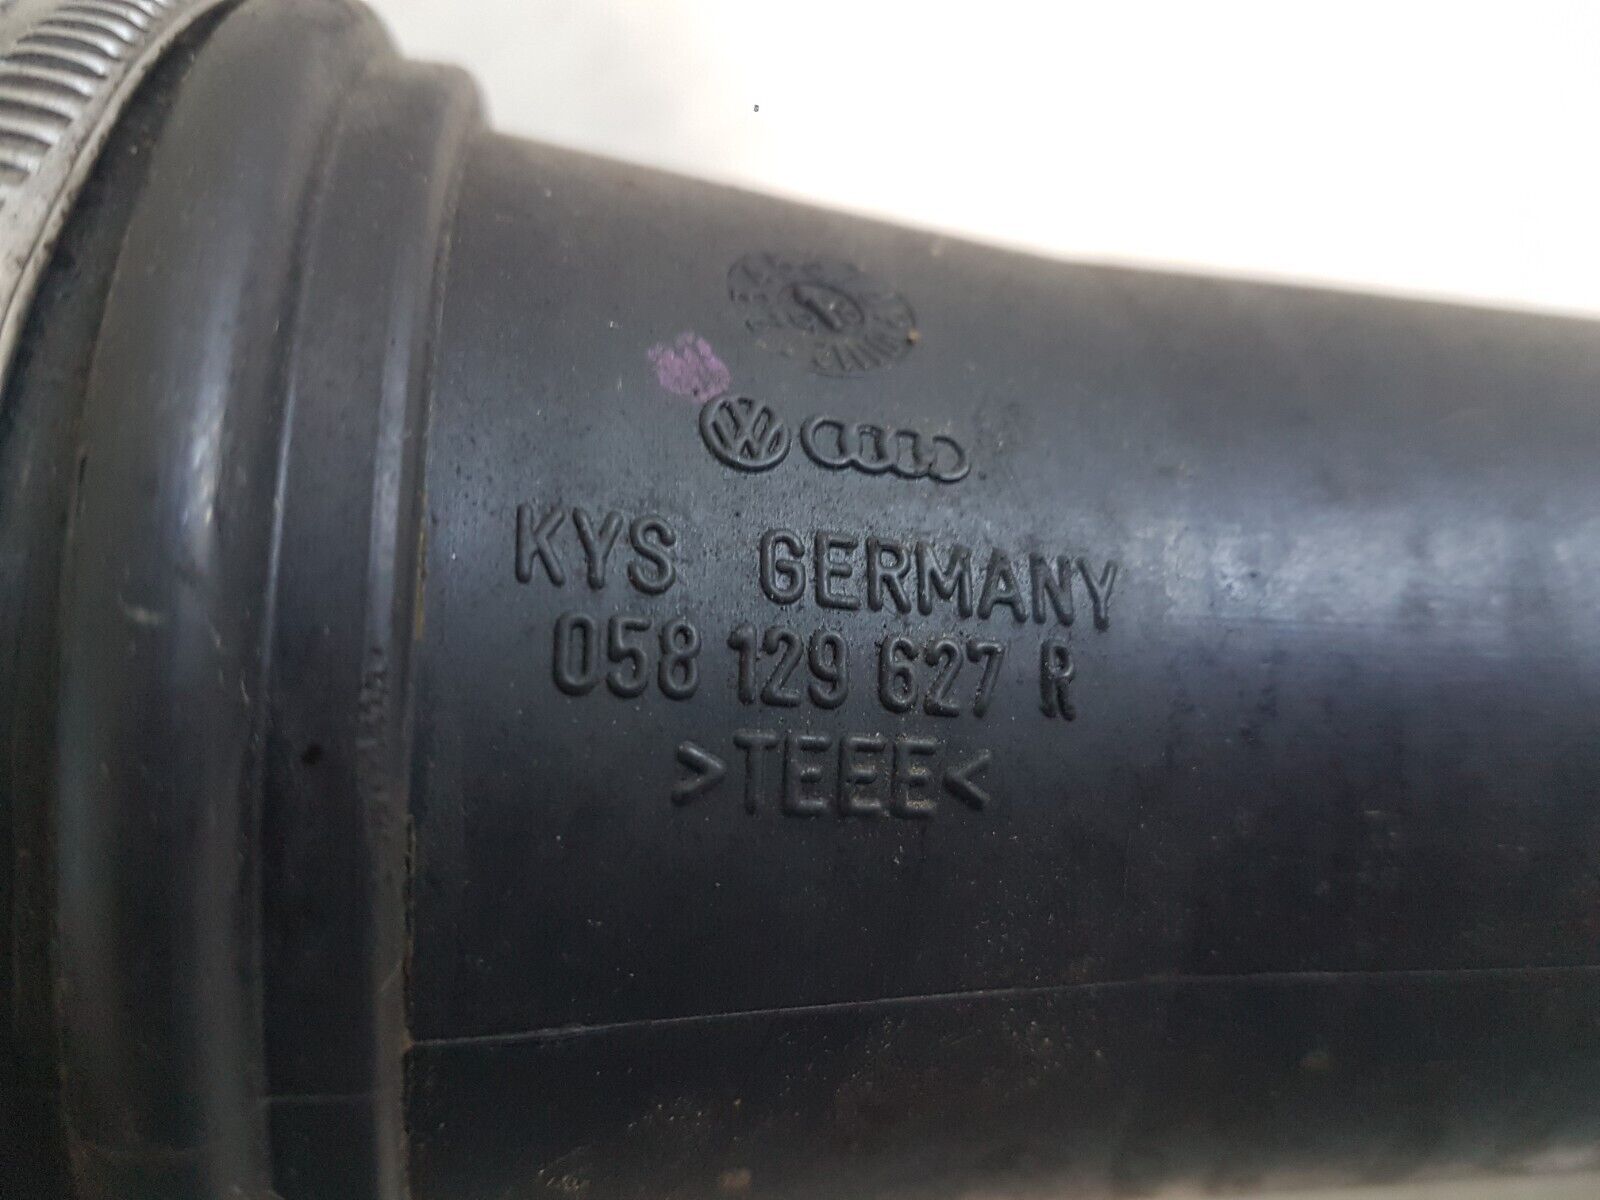 KYS GERMANY
058 129 627 R
>TEEE<